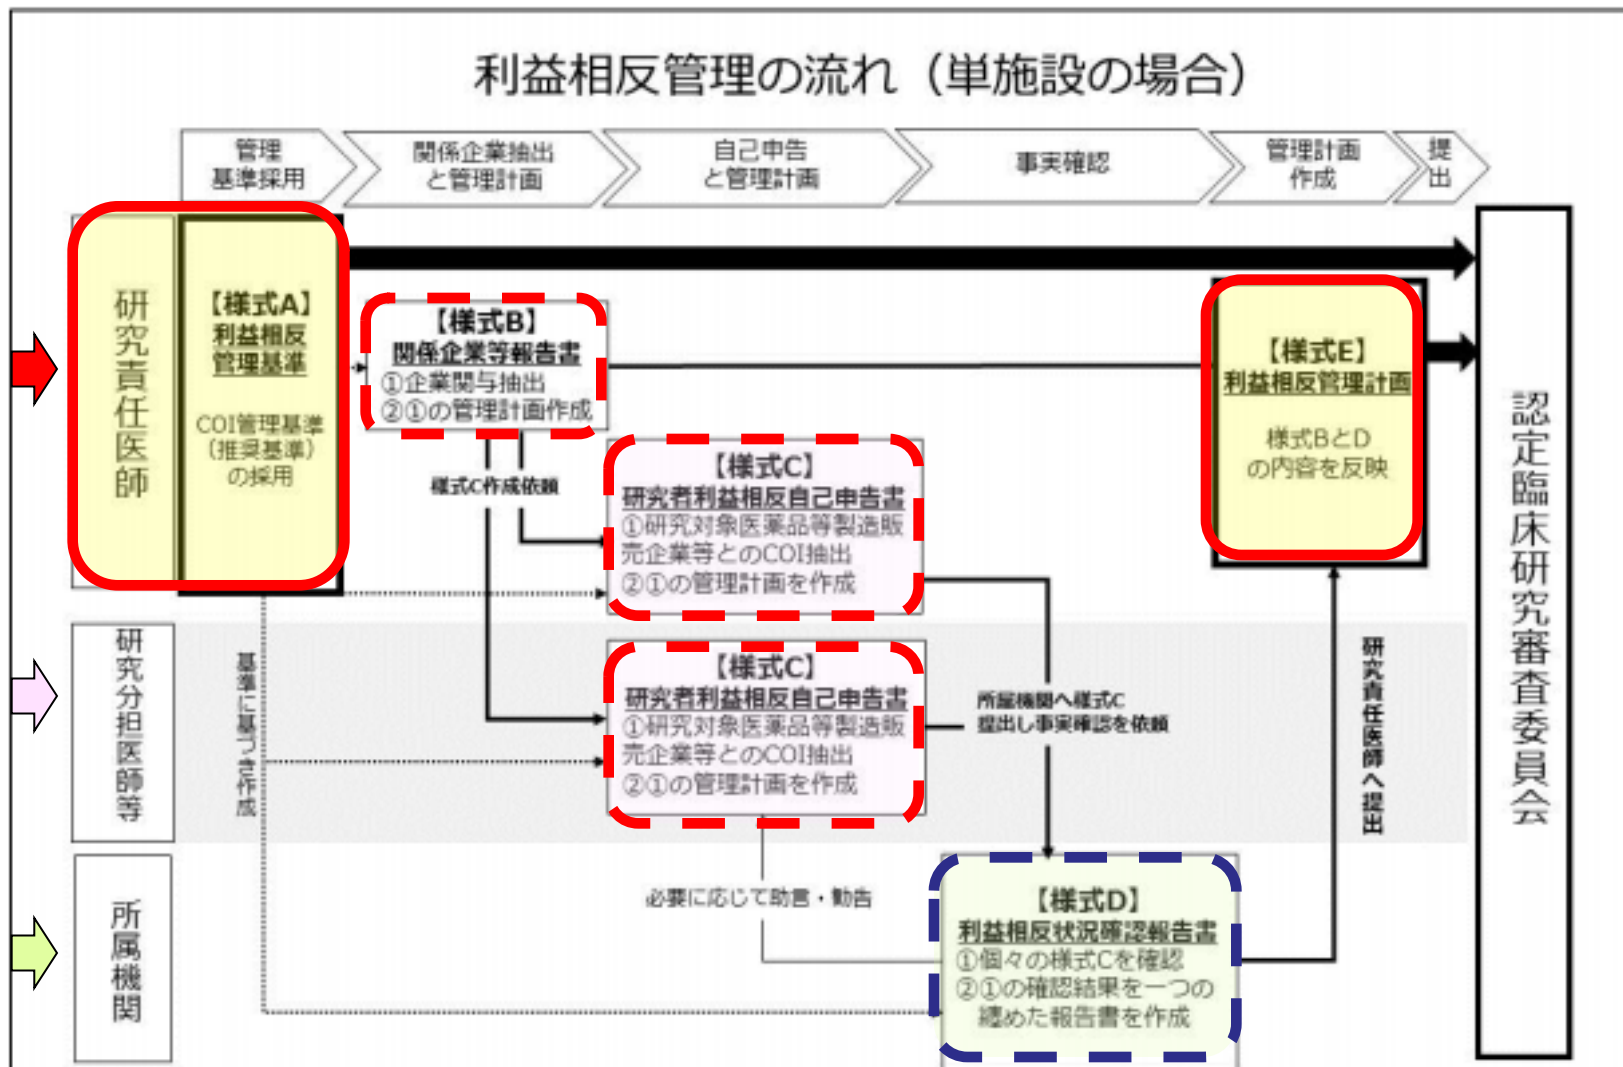 利益相反管理の流れ（単施設の場合）
管理
基準採用
関係企業抽出
と管理計画
自己申告
と管理計画
事実確認
管理計画
作成
提
出
研究責任医師
【様式A】
利益相反
管理基準
COI管理基準
（推奨基準）
の採用
【様式B】
関係企業等報告書
①企業関与抽出
②①の管理計画作成
様式C作成依頼
【様式C】
研究者利益相反自己申告書
①研究対象医薬品等製造販
売企業等とのCOI抽出
②①の管理計画を作成
【様式E】
利益相反管理計画
様式BとD
の内容を反映
認定臨床研究審査委員会
研究分担医師等
基準に基づき作成
【様式C】
研究者利益相反自己申告書
①研究対象医薬品等製造販
売企業等とのCOI抽出
②①の管理計画を作成
所属機関へ様式C
提出し事実確認を依頼
研究責任医師へ提出
所属機関
必要に応じて助言・勧告
【様式D】
利益相反状況確認報告書
①個々の様式Cを確認
②①の確認結果を一つの
纏めた報告書を作成